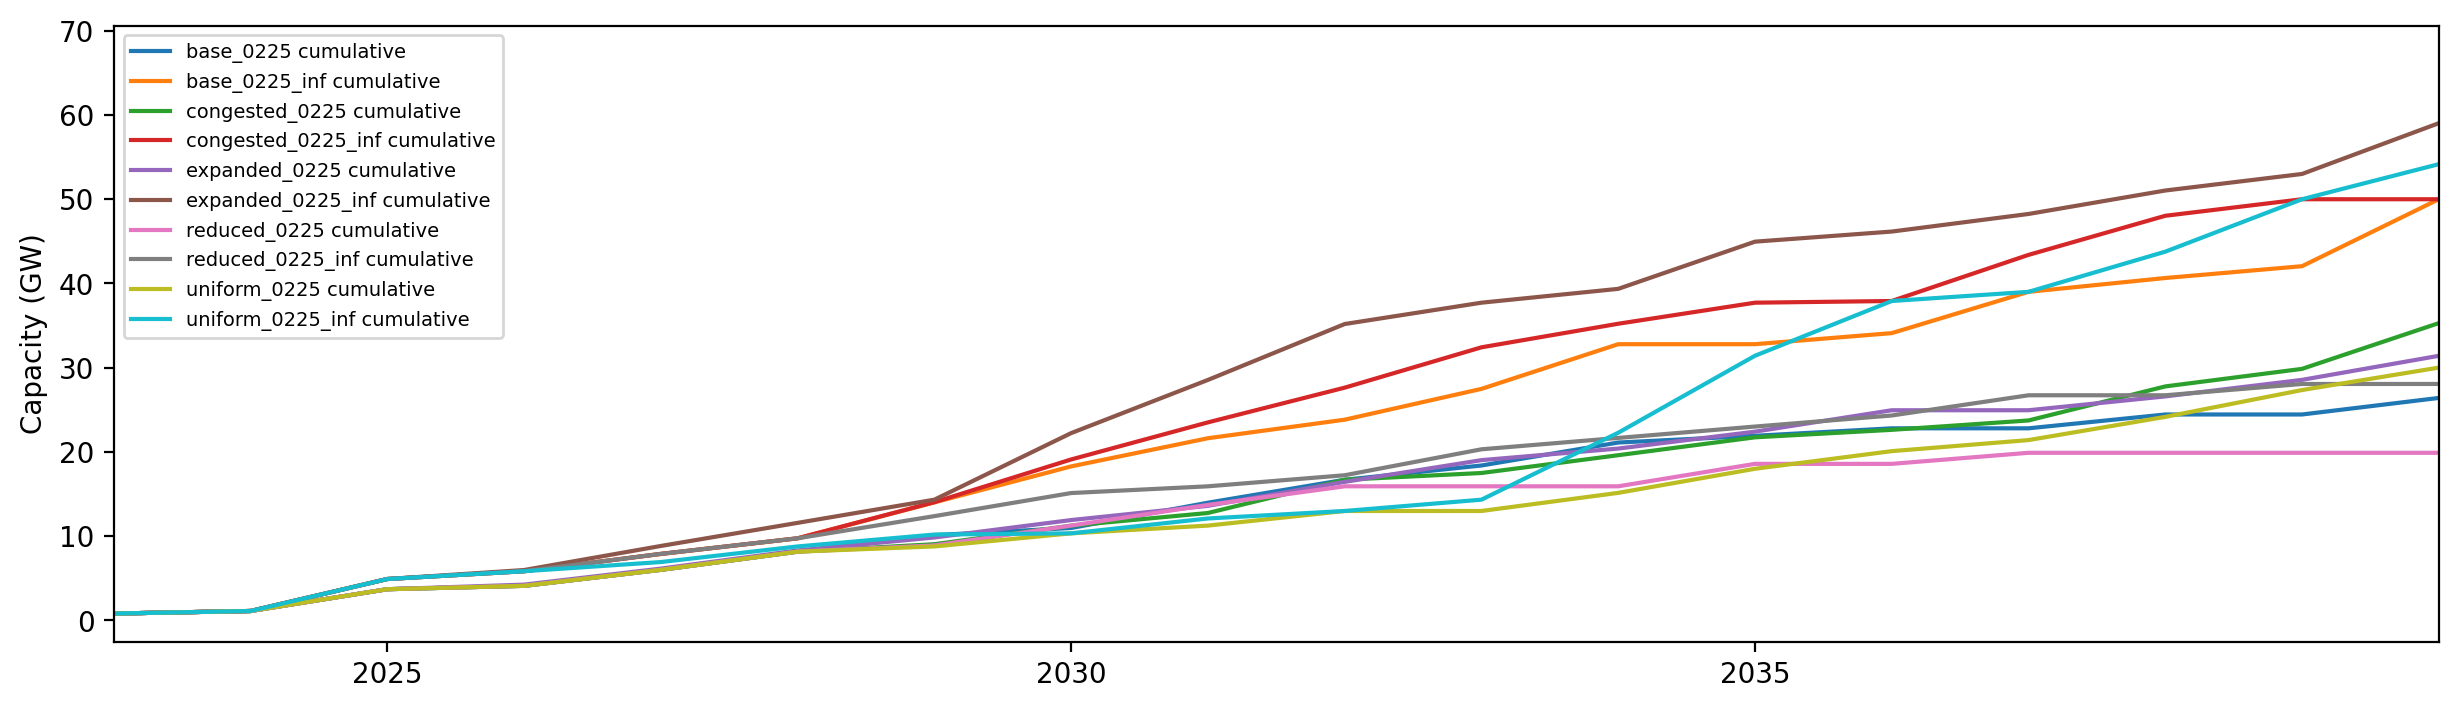 70
60
50
40
30
20
10
0
Capacity (GW)
base_0225 cumulative
base_0225_inf cumulative
congested_0225 cumulative
congested_0225_inf cumulative
expanded_0225 cumulative
expanded_0225_inf cumulative
reduced_0225 cumulative
reduced_0225_inf cumulative
uniform_0225 cumulative
uniform_0225_inf cumulative
2025
2030
2035